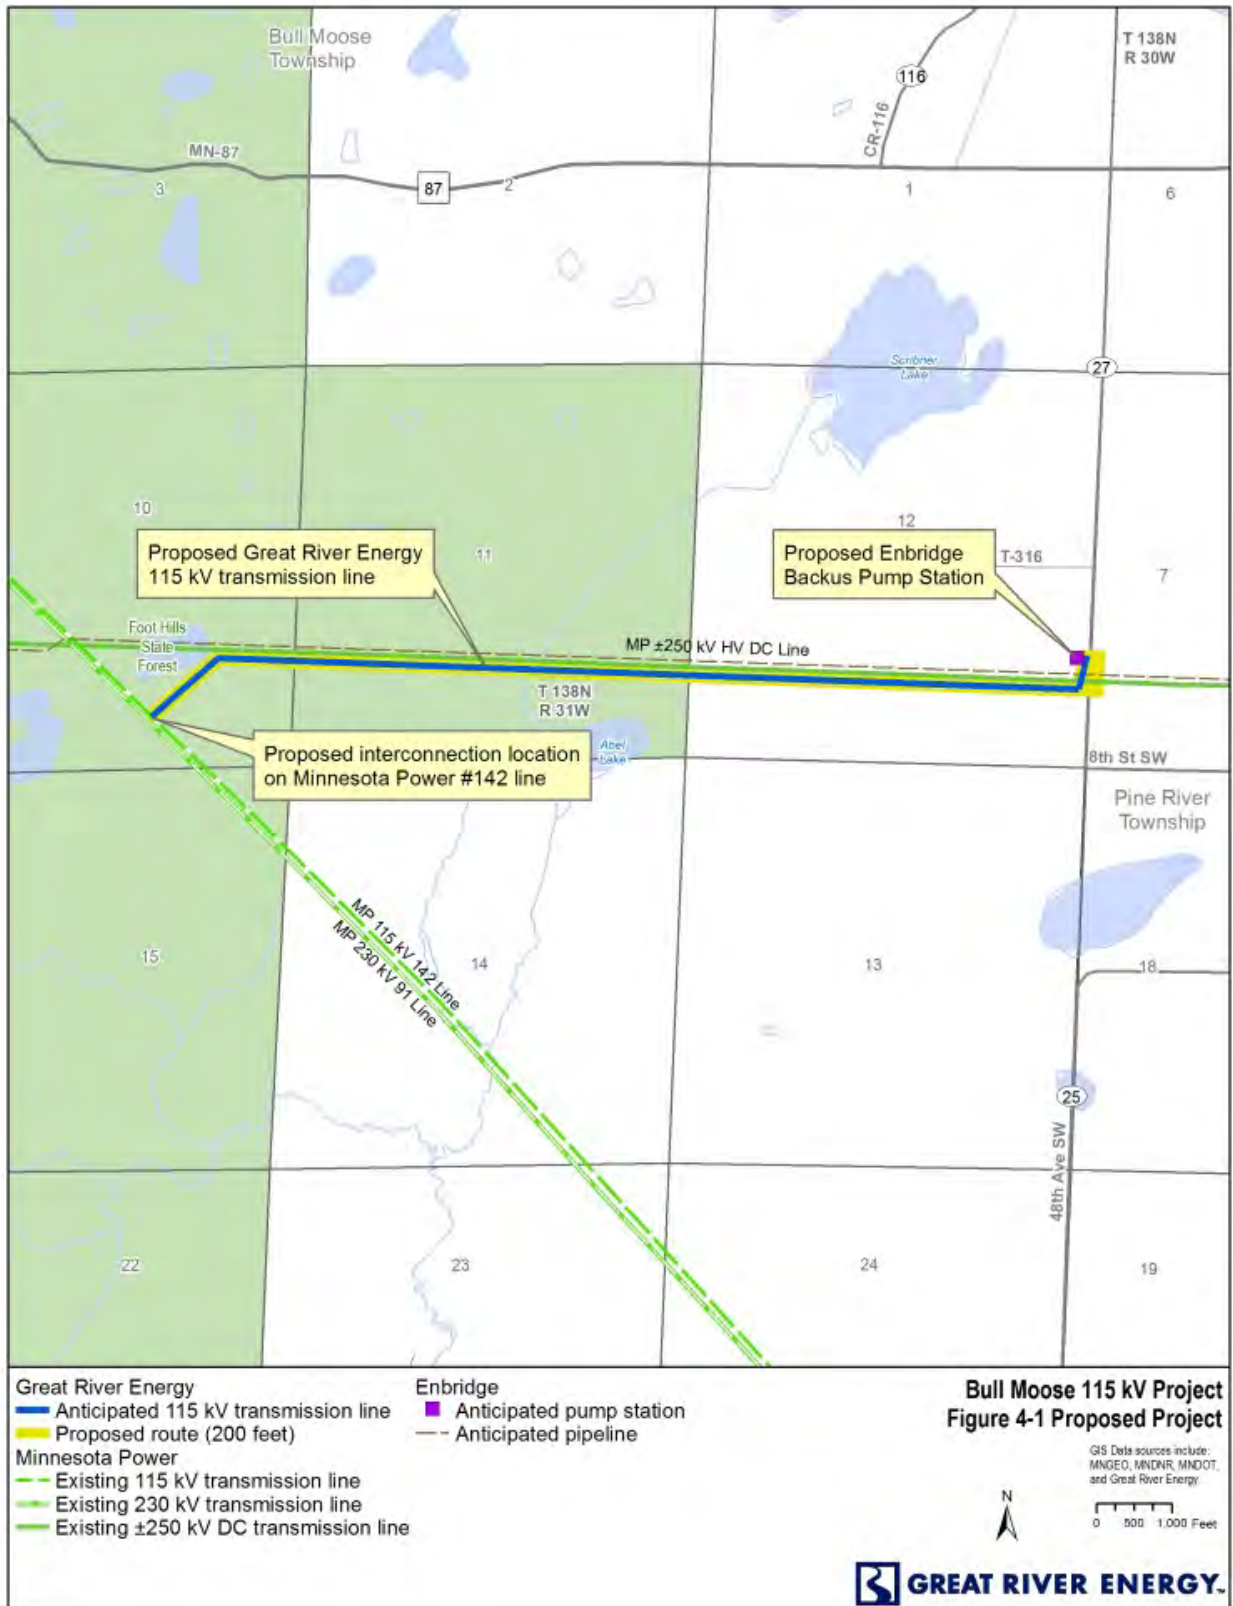 Bull Moose
Township
T 138N
R 30W
116
CR-116
MN-87
3
87
2
1
6
Scribner
Lake
27
10
11
12
Proposed Great River Energy
115 kV transmission line
Proposed Enbridge
Backus Pump Station
T-316
7
Foot Hills
State
Forest
MP ±250 kV HV DC Line
T 138N
R 31W
Proposed interconnection location
on Minnesota Power #142 line
Abel
Lake
8th St SW
Pine River
Township
MP 115 kV 142 Line
MP 230 kV 91 Line
15
14
13
18
25
48th Ave SW
22
23
24
19
Great River Energy
Anticipated 115 kV transmission line
Proposed route (200 feet)
Minnesota Power
Existing 115 kV transmission line
Existing 230 kV transmission line
Existing ±250 kV DC transmission line
Enbridge
Anticipated pump station
Anticipated pipeline
Bull Moose 115 kV Project
Figure 4-1 Proposed Project
GIS Data sources include:
MNGEO, MNDNR, MNDOT,
and Great River Energy
N
0 500 1,000 Feet
GREAT RIVER ENERGY™